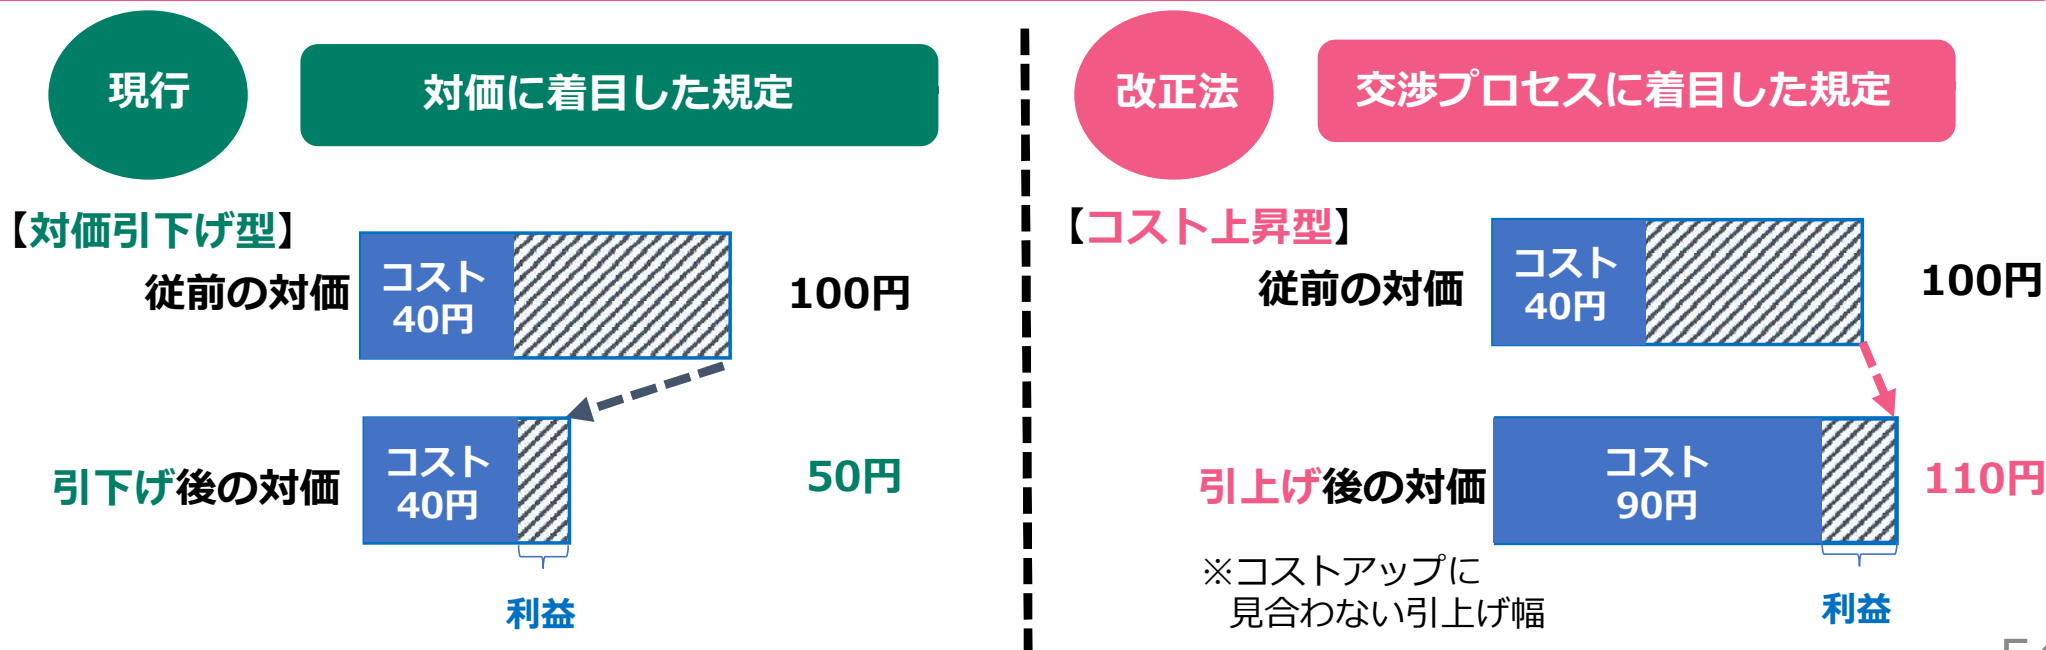 現行
対価に着目した規定
【対価引下げ型】
従前の対価
コスト
40円
100円
引下げ後の対価
コスト
40円
50円
利益
改正法
交渉プロセスに着目した規定
【コスト上昇型】
従前の対価
コスト
40円
100円
引上げ後の対価
コスト
90円
110円
※コストアップに
見合わない引上げ幅
利益